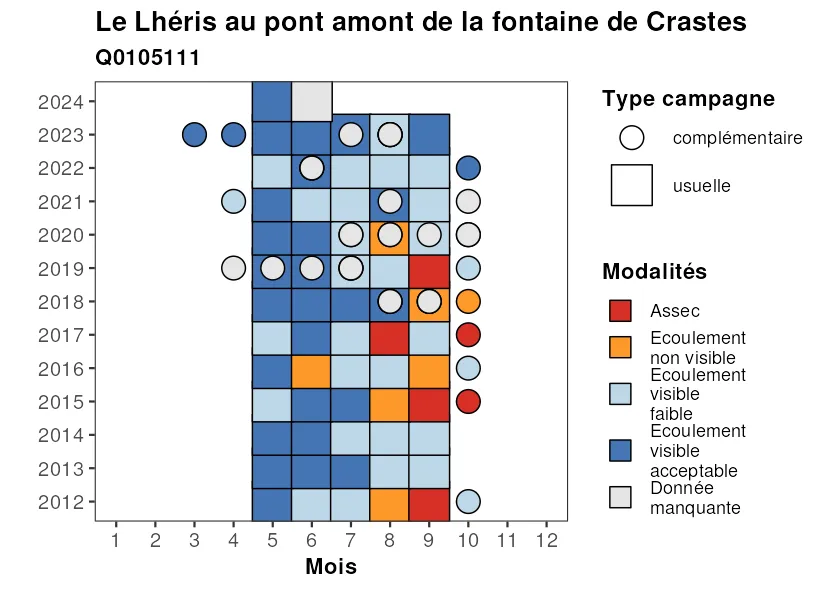 Le Lhéris au pont amont de la fontaine de Crastes
Q0105111
2024
2023
2022
2021
2020
2019
2018
2017
2016
2015
2014
2013
2012
1 2 3 4 5 6 7 8 9 10 11 12
Mois
Type campagne
complémentaire
usuelle
Modalités
Assec
Ecoulement
non visible
Ecoulement
visible
faible
Ecoulement
visible
acceptable
Donnée
manquante